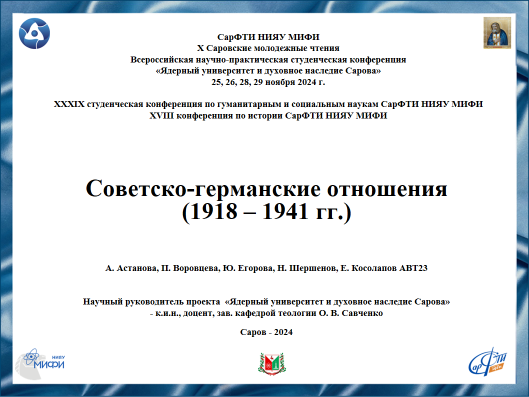 СарФТИ НИЯУ МИФИ
X Саровские молодежные чтения
Всероссийская научно-практическая студенческая конференция
«Ядерный университет и духовное наследие Сарова»
25, 26, 28, 29 ноября 2024 г.
XXXIX студенческая конференция по гуманитарным и социальным наукам СарФТИ НИЯУ МИФИ
XVIII конференция по истории СарФТИ НИЯУ МИФИ
Советско-германские отношения
(1918 – 1941 гг.)
А. Астанова, П. Воровцева, Ю. Егорова, Н. Шершенов, Е. Косолапов АВТ23
Научный руководитель проекта «Ядерный университет и духовное наследие Сарова»
- к.и.н., доцент, зав. кафедрой теологии О. В. Савченко
Саров - 2024
НИЯУ
МИФИ
СарФТИ